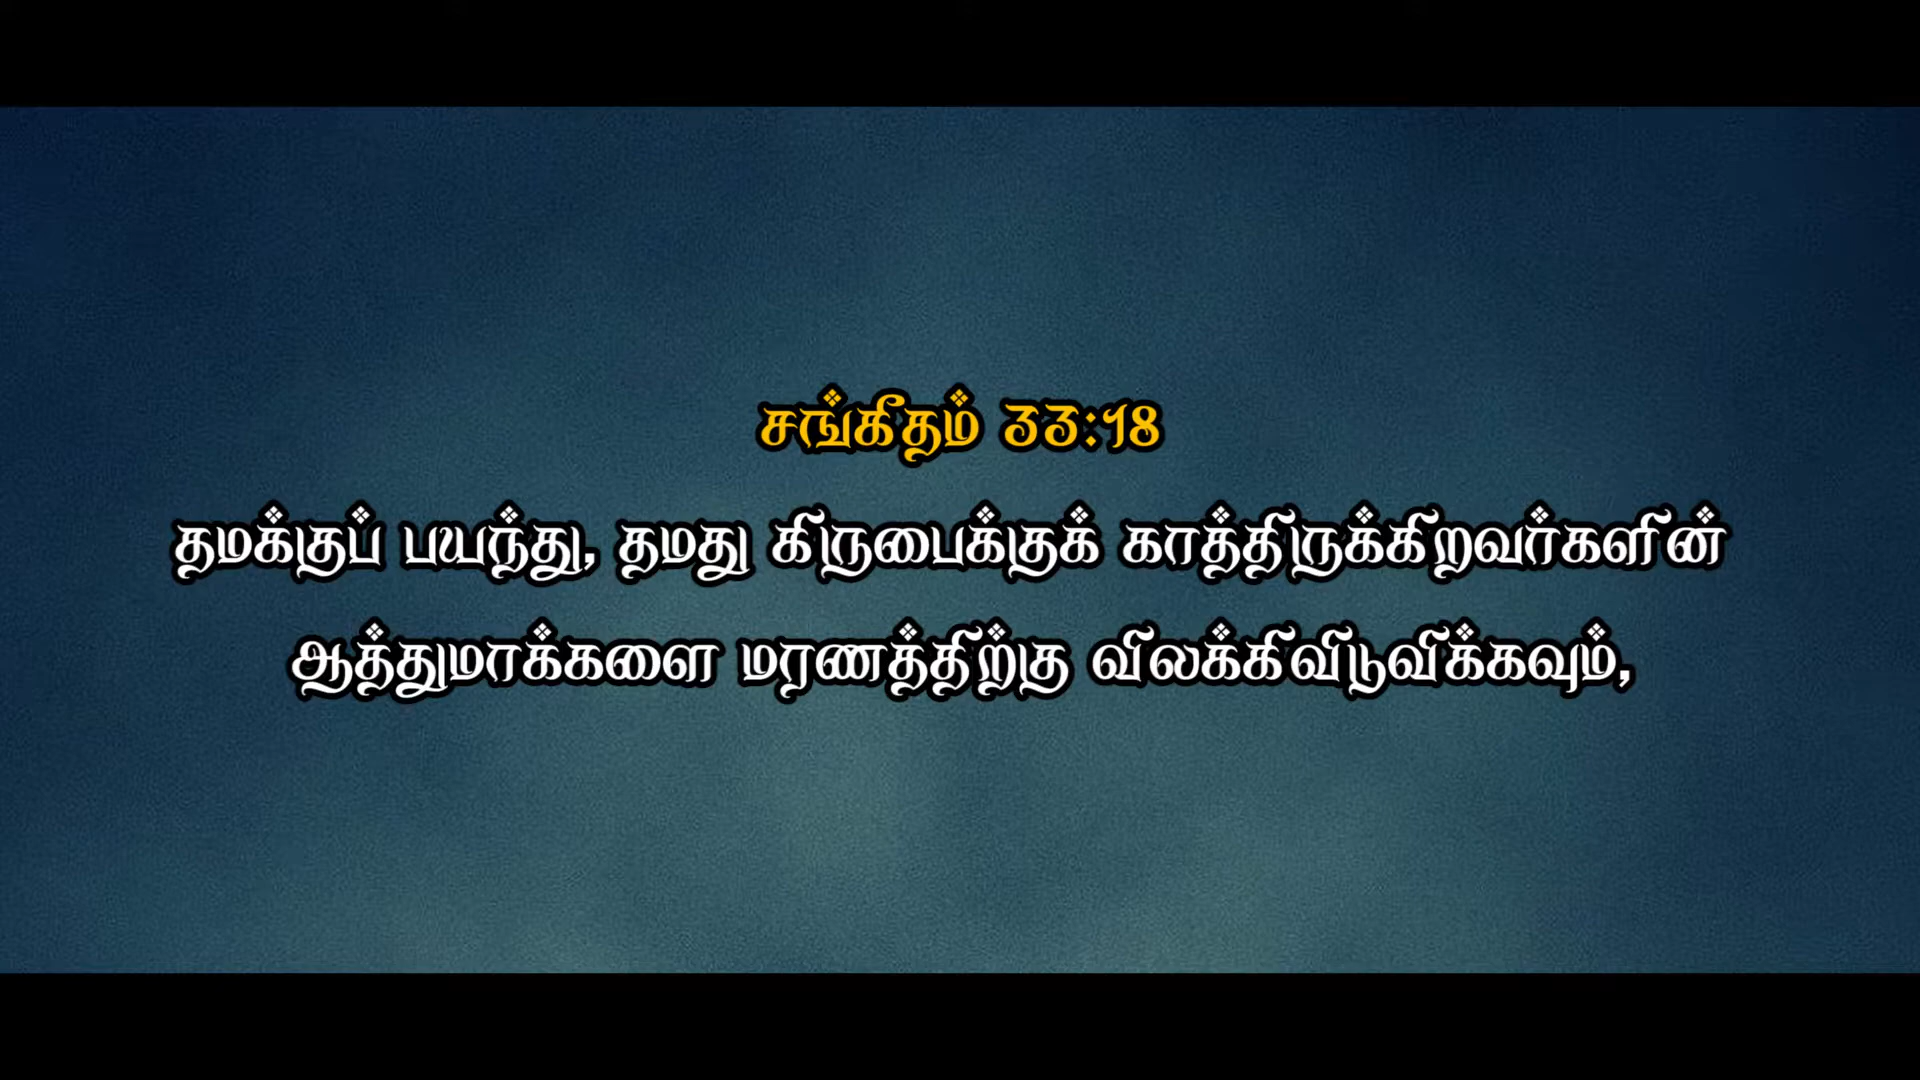 சங்கீதம் 33:18
தமக்குப் பயந்து, தமது கிருபைக்குக் காத்திருக்கிறவர்களின்
ஆத்துமாக்களை மரணத்திற்கு விலக்கிவிடுவிக்கவும்,